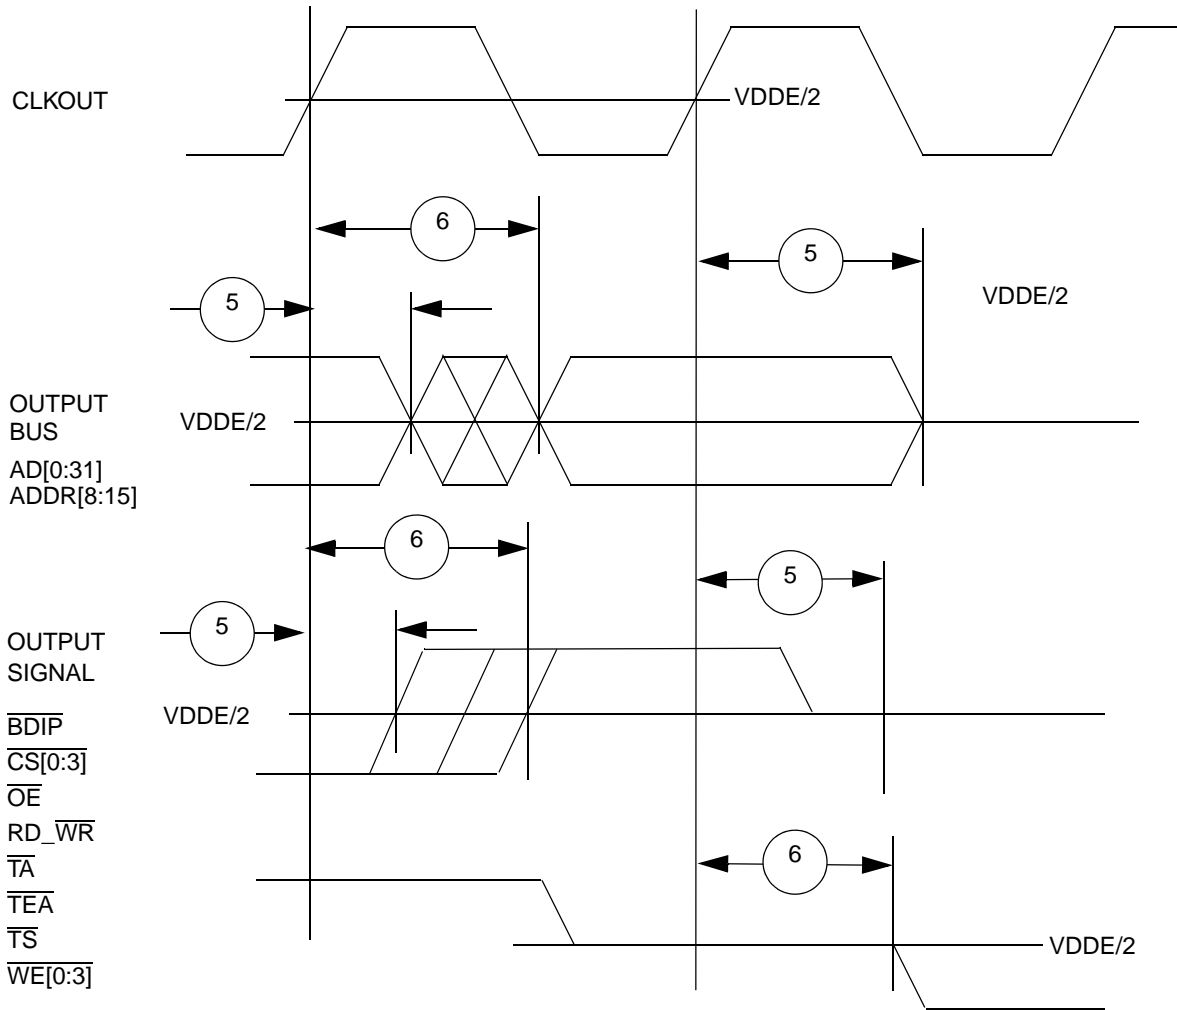 CLKOUT
VDDE/2
6
5
5
VDDE/2
OUTPUT
BUS
VDDE/2
AD[0:31]
ADDR[8:15]
6
5
5
OUTPUT
SIGNAL
VDDE/2
BDIP
CS[0:3]
OE
RD_WR
6
TA
TEA
TS
VDDE/2
WE[0:3]